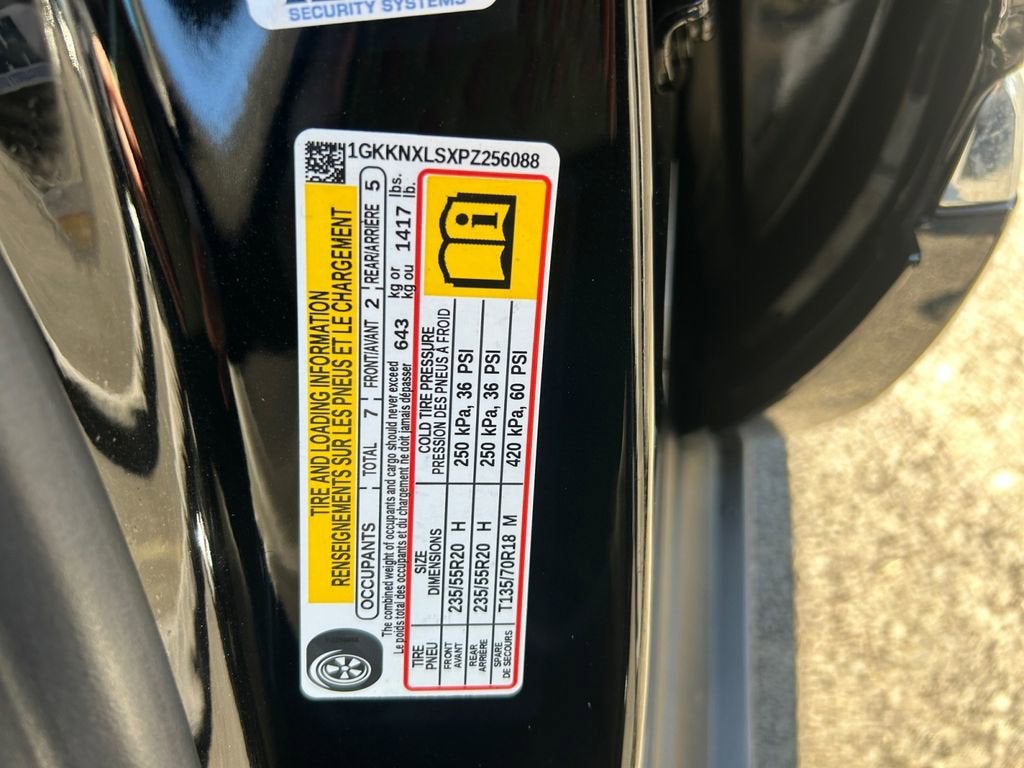 SECURITY SYSTEMS
1GKKNXLSXPZ256088
TIRE AND LOADING INFORMATION
RENSEIGNEMENTS SUR LES PNEUS ET LE CHARGEMENT
OCCUPANTS TOTAL 7 FRONT/AVANT 2 REAR/ARRIÈRE 5
The combined weight of occupants and cargo should never exceed 643 kg or 1417 lbs.
Le poids total des occupants et du chargement ne doit jamais dépasser kg ou lb.
TIRE SIZE COLD TIRE PRESSURE
PNEU DIMENSIONS PRESSION DES PNEUS À FROID
FRONT 235/55R20 H 250 kPa, 36 PSI
AVANT
REAR 235/55R20 H 250 kPa, 36 PSI
ARRIÈRE
SPARE T135/70R18 M 420 kPa, 60 PSI
DE SECOURS